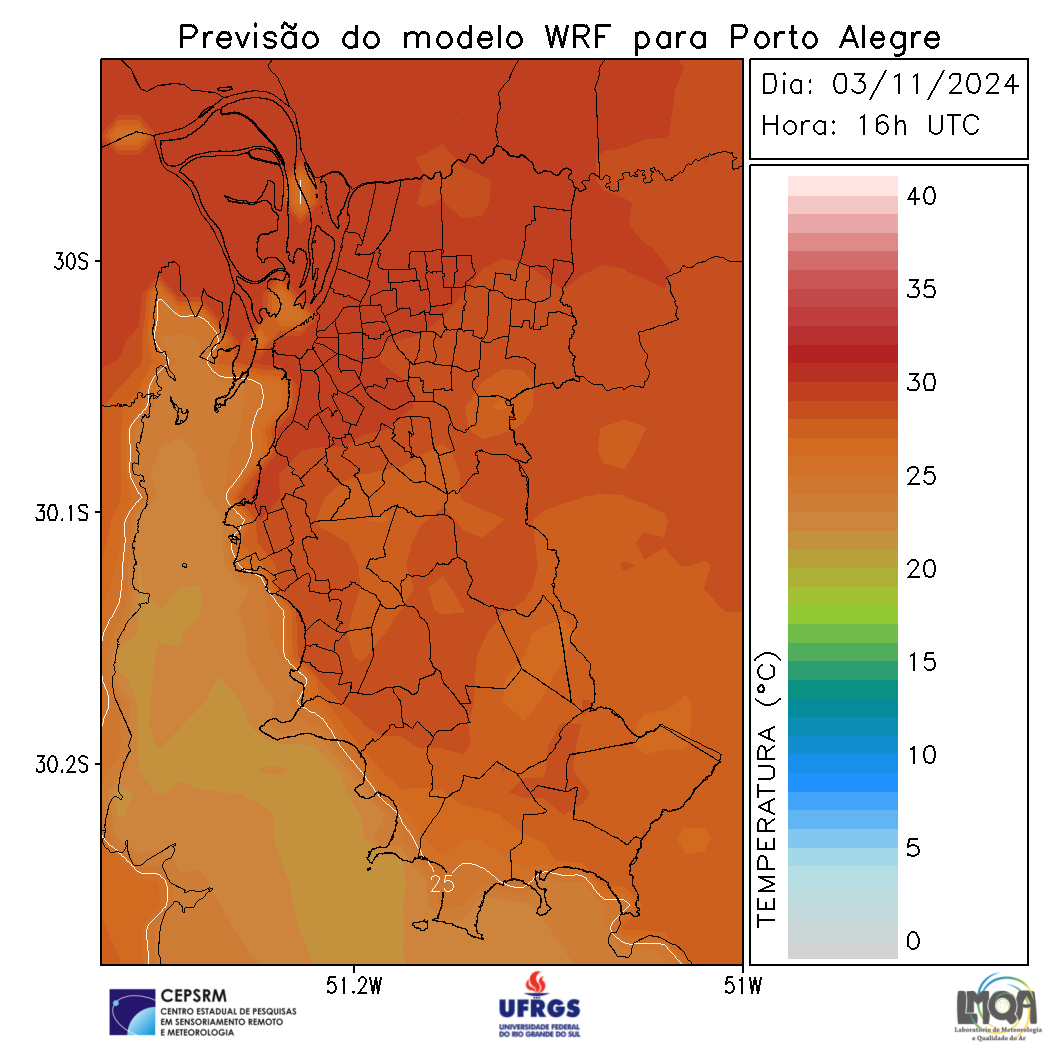 Previsão do modelo WRF para Porto Alegre
Dia: 03/11/2024
Hora: 16h UTC
30S
30.1S
30.2S
51.2W
51W
25
TEMPERATURA (°C)
40
35
30
25
20
15
10
5
0
CEPSRM
CENTRO ESTADUAL DE PESQUISAS
EM SENSORIAMENTO REMOTO
E METEOROLOGIA
UFRGS
UNIVERSIDADE FEDERAL
DO RIO GRANDE DO SUL
LMQA
Laboratório de Meteorologia
e Qualidade do Ar